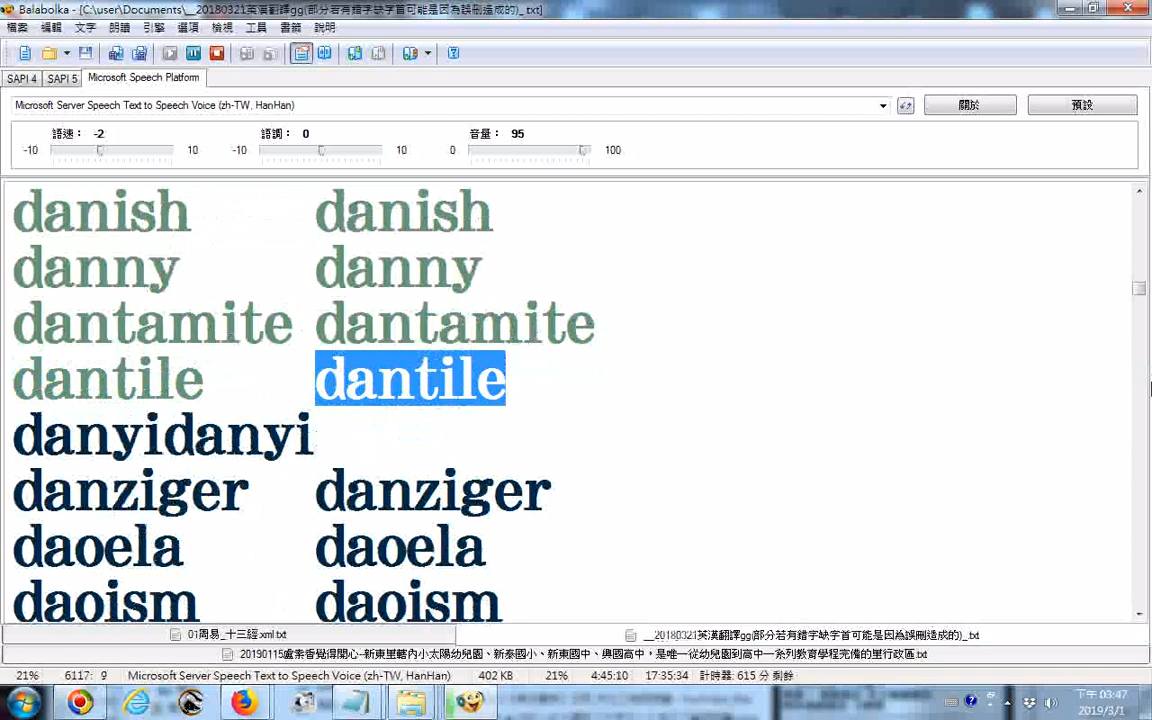 Balabolka - [C:\user\Documents\__20180321英漢翻譯gg(部分若有錯字缺字首可能是因為誤刪造成的)_.txt]
檔案 編輯 文字 朗讀 引擎 選項 檢視 工具 書籤 說明
SAPI 4 SAPI 5 Microsoft Speech Platform
Microsoft Server Speech Text to Speech Voice (zh-TW, HanHan) 關於 預設
語速： -2 語調： 0 音量： 95
-10 10 -10 10 0 100
danish danish
danny danny
dantamite dantamite
dantile dantile
danyidanyi
danziger danziger
daoela daoela
daoism daoism
01周易_十三經.xml.txt __20180321英漢翻譯gg(部分若有錯字缺字首可能是因為誤刪造成的)_.txt
20190115盧素香覺得開心-新東里轄內小太陽幼兒園、新泰國小、新東國中、興國高中，是唯一從幼兒園到高中一系列教育學程完備的里行政區.txt
21% 6117: 9 Microsoft Server Speech Text to Speech Voice (zh-TW, HanHan) 402 KB 21% 4:45:10 17:35:34 計時器： 615 分 剩餘
下午 03:47
2019/3/1